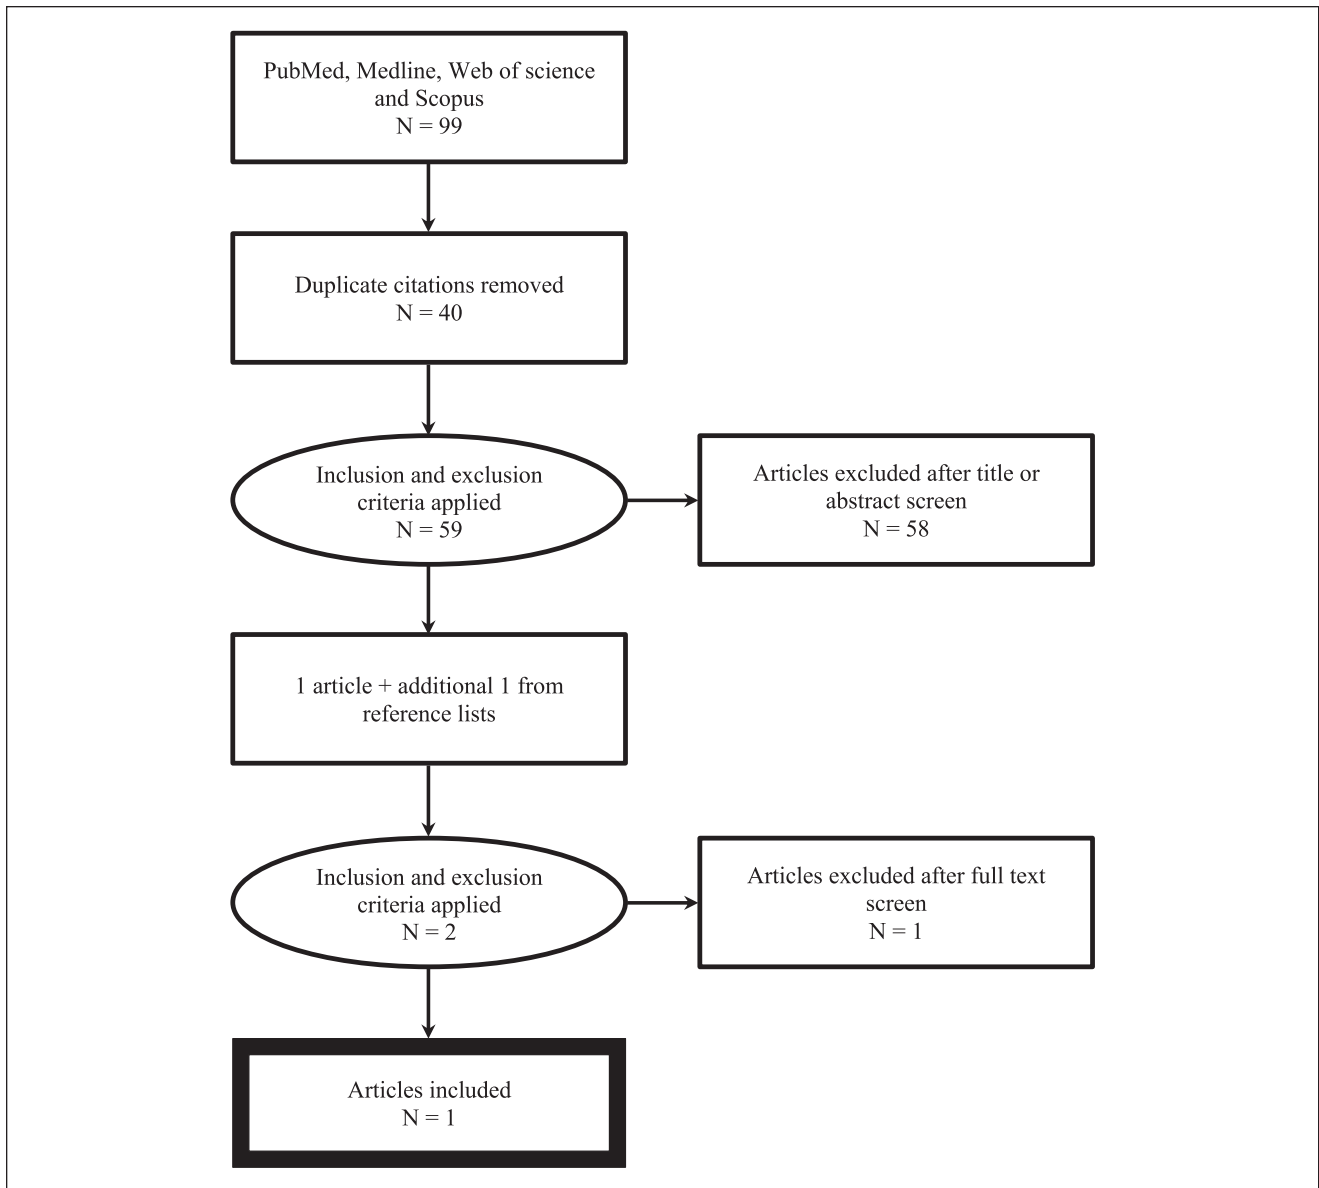 PubMed, Medline, Web of science
and Scopus
N = 99
Duplicate citations removed
N = 40
Inclusion and exclusion
criteria applied
N = 59
Articles excluded after title or
abstract screen
N = 58
1 article + additional 1 from
reference lists
Inclusion and exclusion
criteria applied
N = 2
Articles excluded after full text
screen
N = 1
Articles included
N = 1